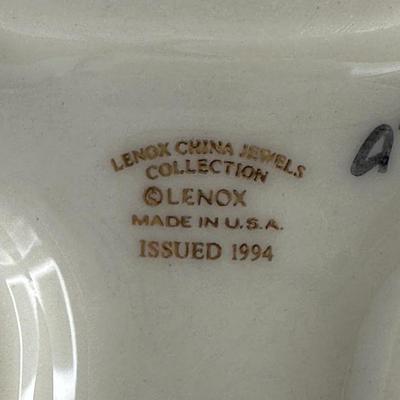 LENOX CHINA JEWELS
COLLECTION
©LENOX
MADE IN U.S.A.
ISSUED 1994